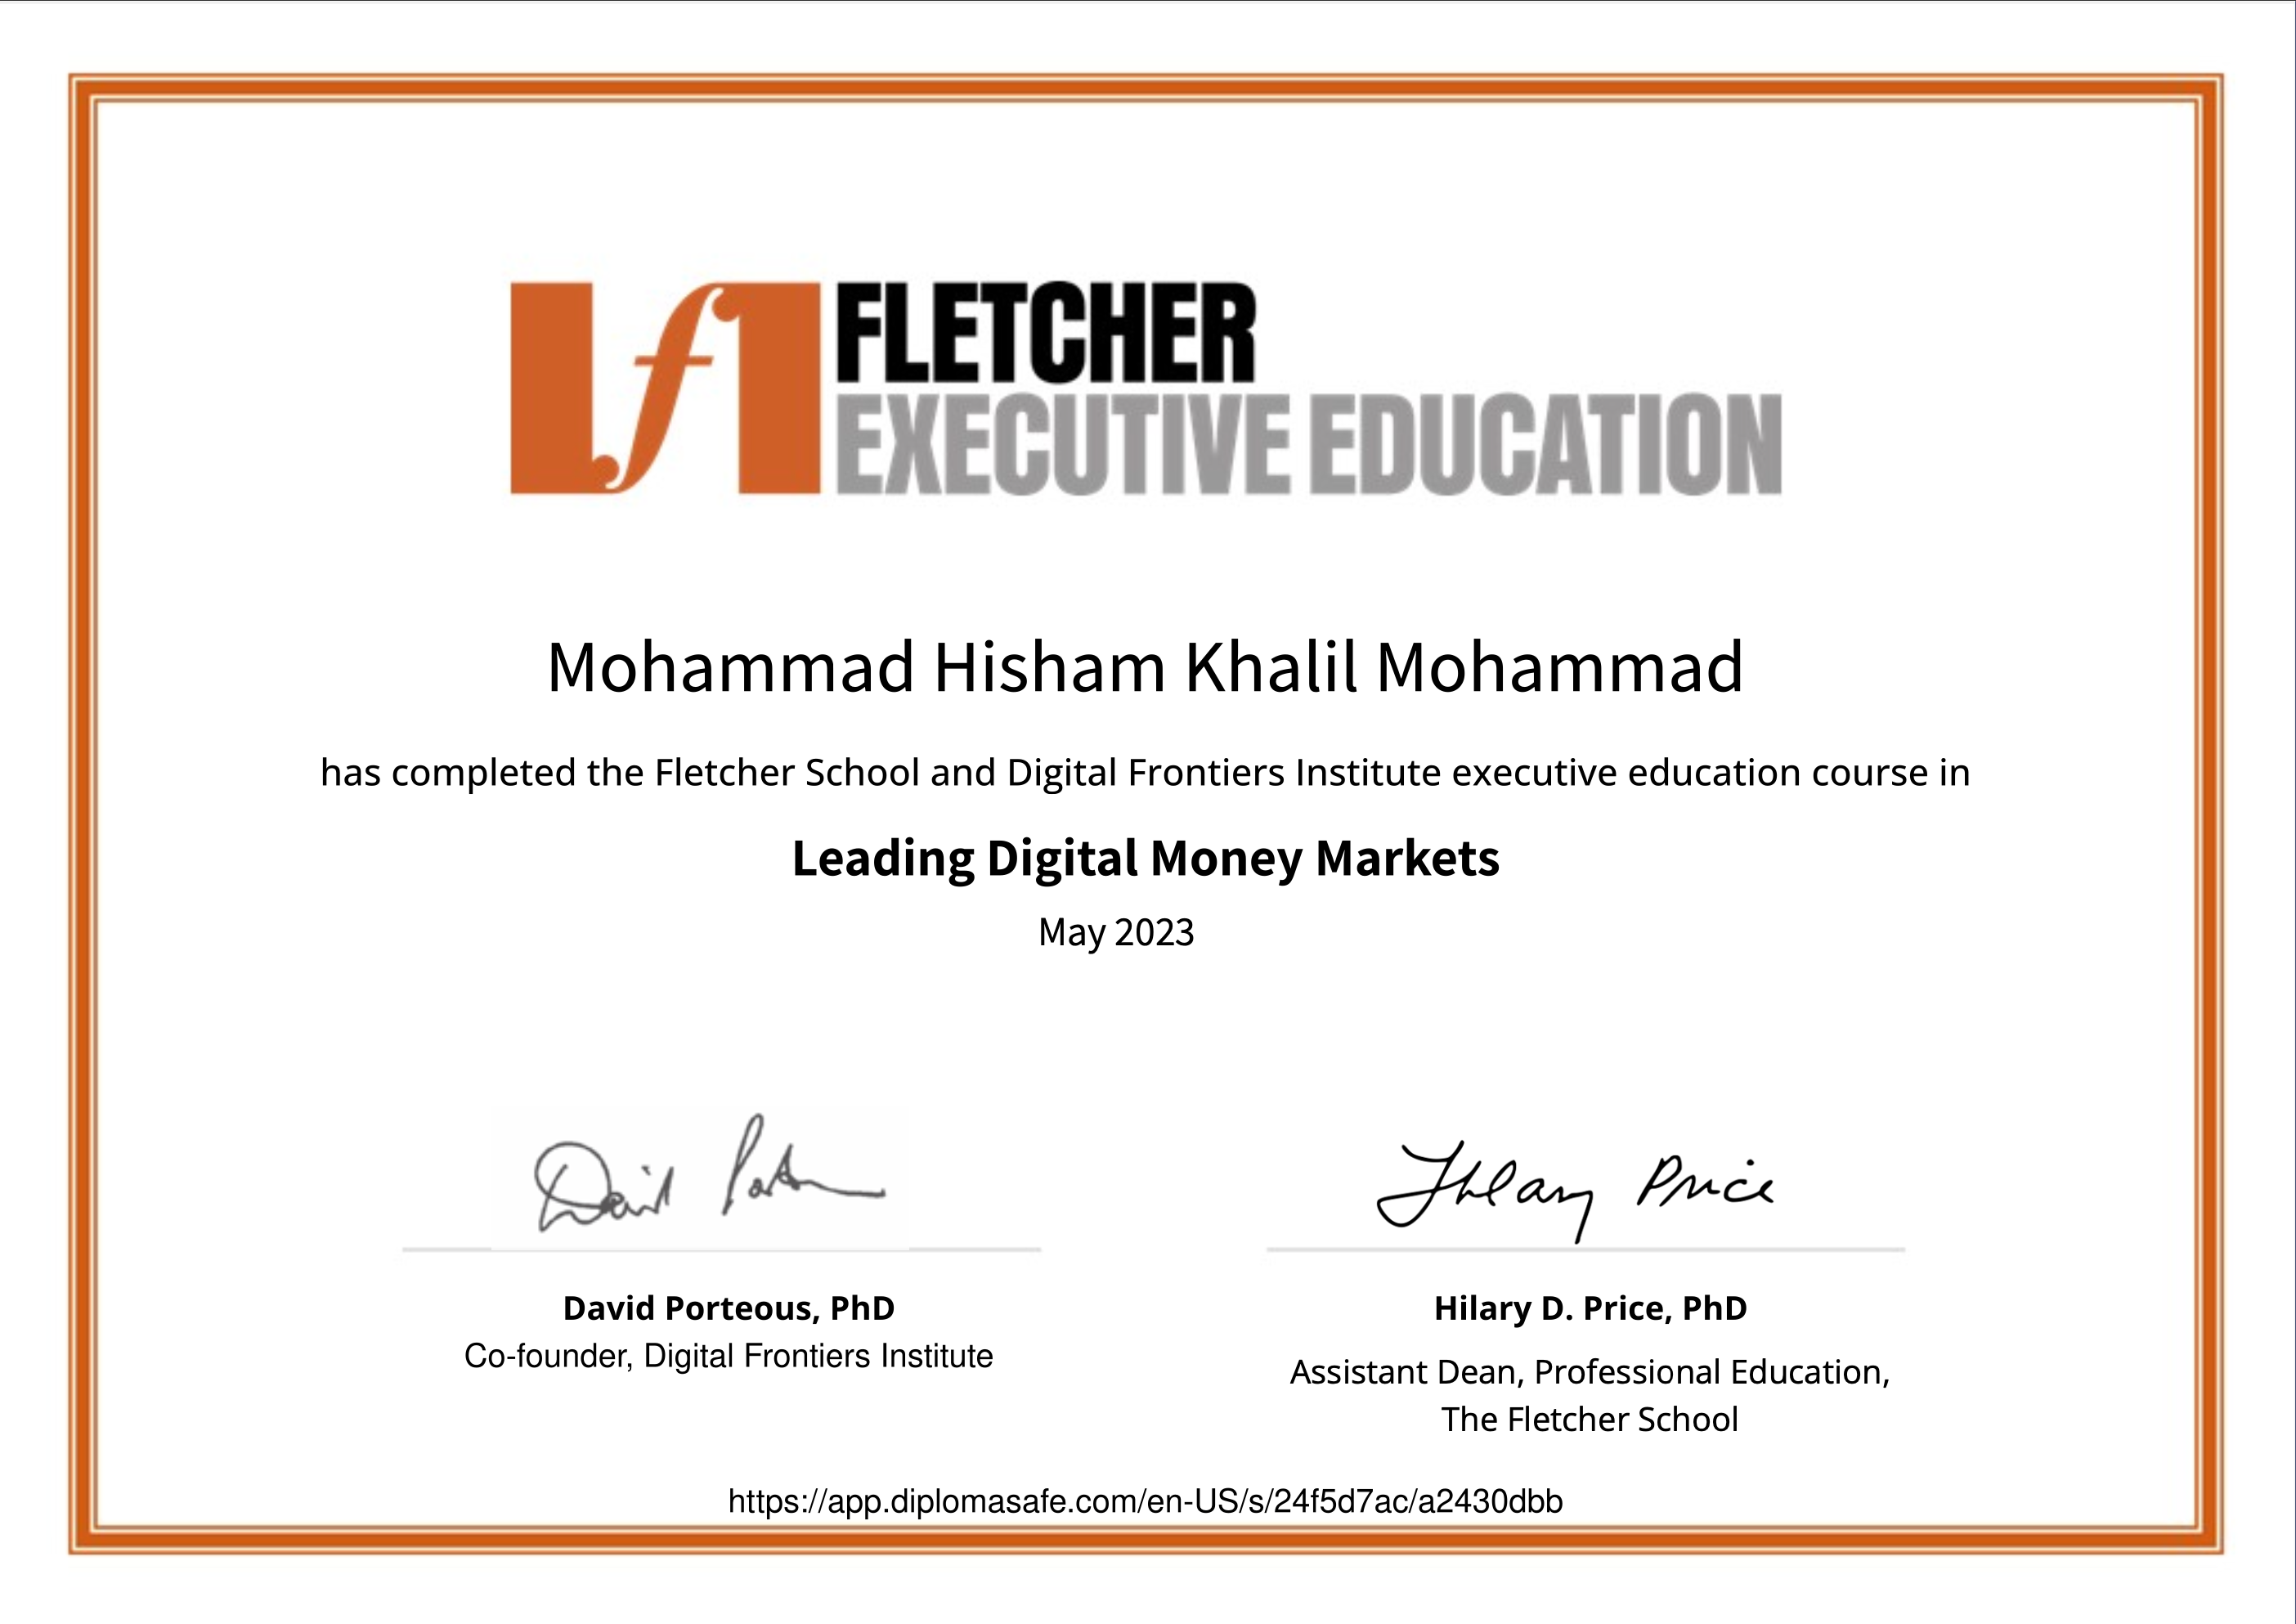 f
FLETCHER
EXECUTIVE EDUCATION
Mohammad Hisham Khalil Mohammad
has completed the Fletcher School and Digital Frontiers Institute executive education course in
Leading Digital Money Markets
May 2023
David Porteous
Hilary Price
David Porteous, PhD
Co-founder, Digital Frontiers Institute
Hilary D. Price, PhD
Assistant Dean, Professional Education,
The Fletcher School
https://app.diplomasafe.com/en-US/s/24f5d7ac/a2430dbb